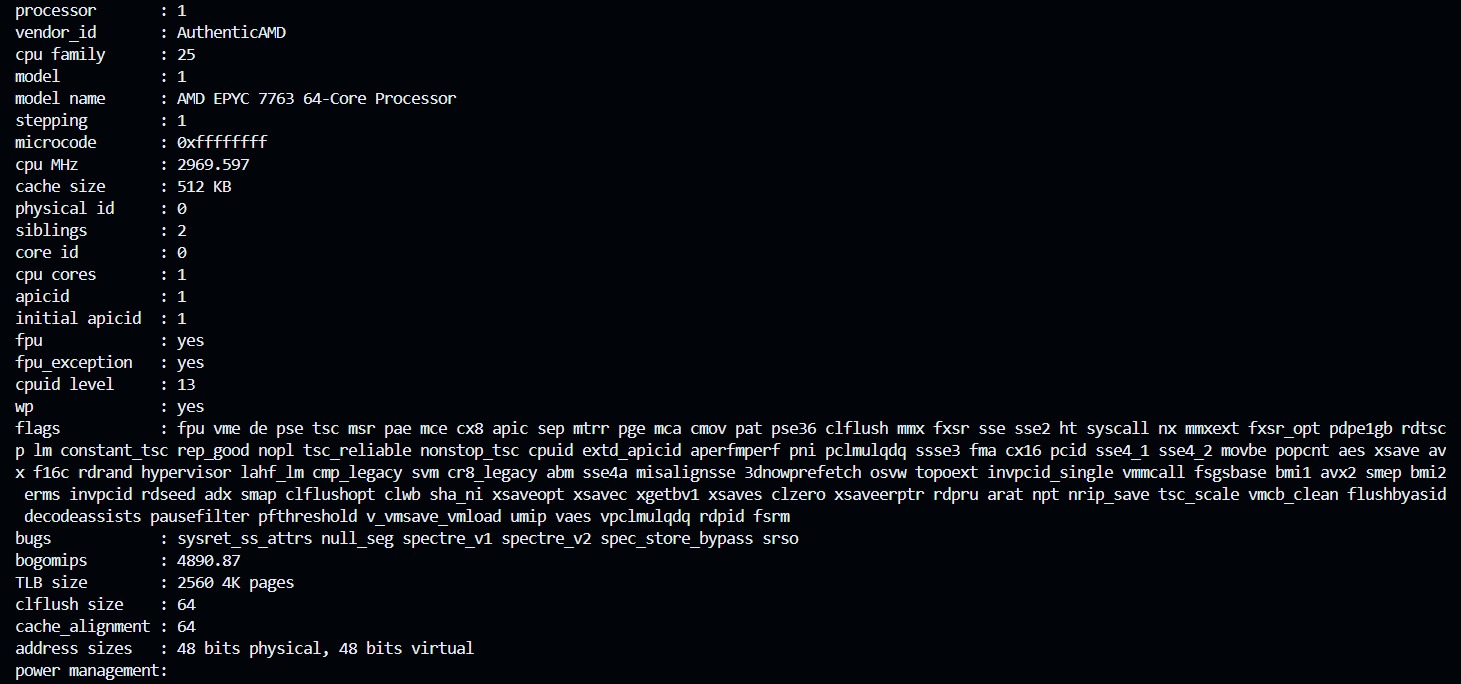 processor       : 1
vendor_id       : AuthenticAMD
cpu family      : 25
model           : 1
model name      : AMD EPYC 7763 64-Core Processor
stepping        : 1
microcode       : 0xffffffff
cpu MHz         : 2969.597
cache size      : 512 KB
physical id     : 0
siblings        : 2
core id         : 0
cpu cores       : 1
apicid          : 1
initial apicid  : 1
fpu             : yes
fpu_exception   : yes
cpuid level     : 13
wp              : yes
flags           : fpu vme de pse tsc msr pae mce cx8 apic sep mtrr pge mca cmov pat pse36 clflush mmx fxsr sse sse2 ht syscall nx mmxext fxsr_opt pdpe1gb rdtsc
p lm constant_tsc rep_good nopl tsc_reliable nonstop_tsc cpuid extd_apicid aperfmperf pni pclmulqdq ssse3 fma cx16 pcid sse4_1 sse4_2 movbe popcnt aes xsave av
x f16c rdrand hypervisor lahf_lm cmp_legacy svm cr8_legacy abm sse4a misalignsse 3dnowprefetch osvw topoext invpcid_single vmmcall fsgsbase bmi1 avx2 smep bmi2
 erms invpcid rdseed adx smap clflushopt clwb sha_ni xsaveopt xsavec xgetbv1 xsaves clzero xsaveerptr rdpru arat npt nrip_save tsc_scale vmcb_clean flushbyasid
 decodeassists pausefilter pfthreshold v_vmsave_vmload umip vaes vpclmulqdq rdpid fsrm
bugs            : sysret_ss_attrs null_seg spectre_v1 spectre_v2 spec_store_bypass srso
bogomips        : 4890.87
TLB size        : 2560 4K pages
clflush size    : 64
cache_alignment : 64
address sizes   : 48 bits physical, 48 bits virtual
power management: